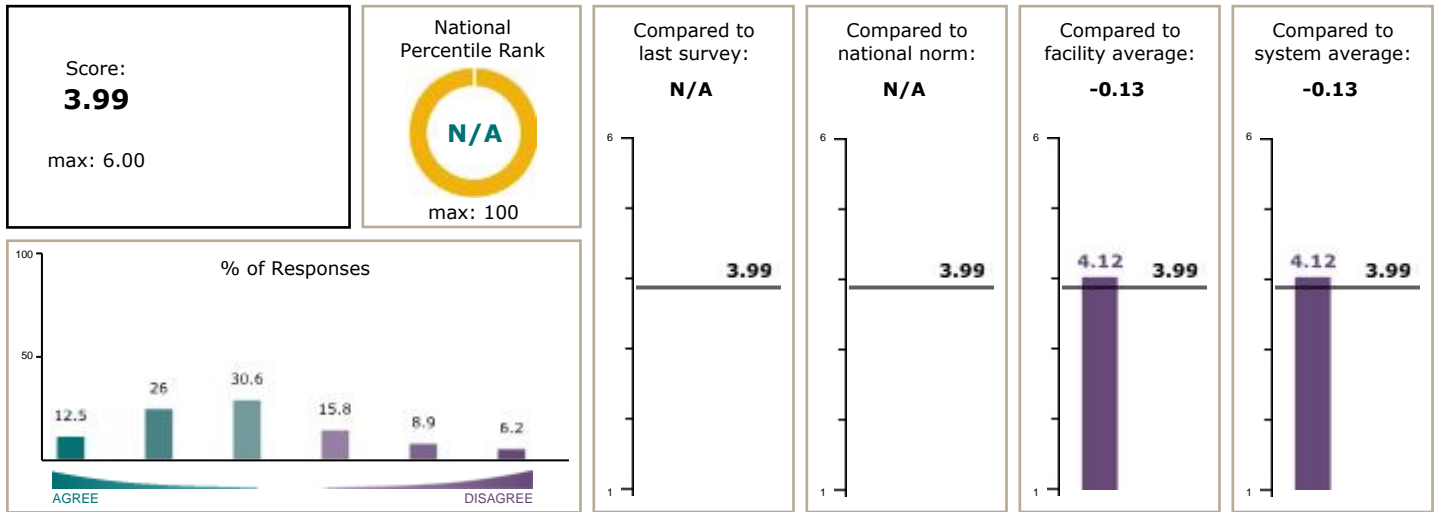 Score:
3.99
max: 6.00
National
Percentile Rank
N/A
max: 100
% of Responses
100
50
12.5
26
30.6
15.8
8.9
6.2
AGREE
DISAGREE
Compared to
last survey:
N/A
6
3.99
1
Compared to
national norm:
N/A
6
3.99
1
Compared to
facility average:
-0.13
6
4.12
3.99
1
Compared to
system average:
-0.13
6
4.12
3.99
1